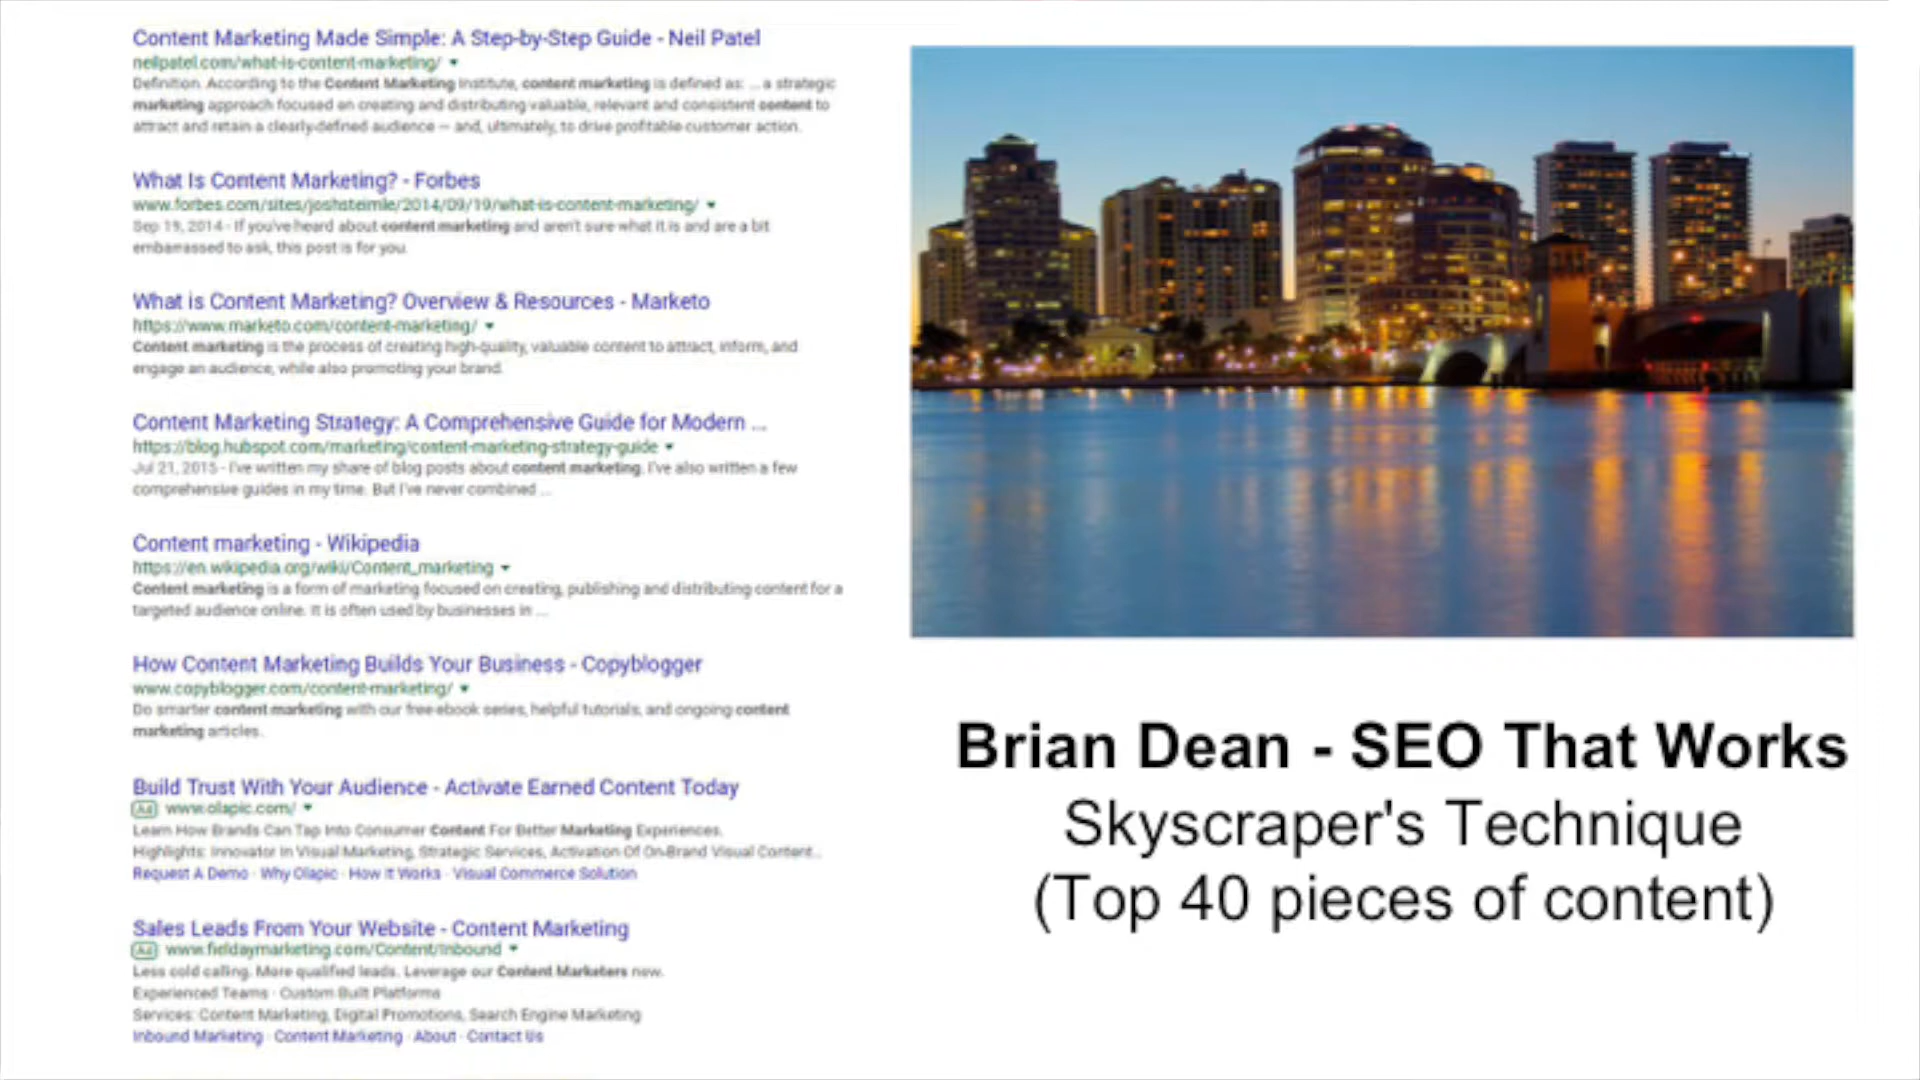 Content Marketing Made Simple: A Step-by-Step Guide - Neil Patel
neilpatel.com/what-is-content-marketing/
Definition. According to the Content Marketing Institute, content marketing is defined as: ... a strategic
marketing approach focused on creating and distributing valuable, relevant and consistent content to
attract and retain a clearly-defined audience — and, ultimately, to drive profitable customer action.
What Is Content Marketing? - Forbes
www.forbes.com/sites/joshsteimle/2014/09/19/what-is-content-marketing/
Sep 19, 2014 - If you've heard about content marketing and aren't sure what it is and are a bit
embarrassed to ask, this post is for you.
What is Content Marketing? Overview & Resources - Marketo
https://www.marketo.com/content-marketing/
Content marketing is the process of creating high-quality, valuable content to attract, inform, and
engage an audience, while also promoting your brand.
Content Marketing Strategy: A Comprehensive Guide for Modern ...
https://blog.hubspot.com/marketing/content-marketing-strategy-guide
Jul 21, 2015 - I've written my share of blog posts about content marketing. I've also written a few
comprehensive guides in my time. But I've never combined ...
Content marketing - Wikipedia
https://en.wikipedia.org/wiki/Content_marketing
Content marketing is a form of marketing focused on creating, publishing and distributing content for a
targeted audience online. It is often used by businesses in ...
How Content Marketing Builds Your Business - Copyblogger
www.copyblogger.com/content-marketing/
Do smarter content marketing with our free ebook series, helpful tutorials, and ongoing content
marketing articles.
Build Trust With Your Audience - Activate Earned Content Today
Ad www.olapic.com/
Learn How Brands Can Tap Into Consumer Content For Better Marketing Experiences.
Highlights: Innovator In Visual Marketing, Strategic Services, Activation Of On-Brand Visual Content...
Request A Demo · Why Olapic · How It Works · Visual Commerce Solution
Sales Leads From Your Website - Content Marketing
Ad www.fieldaymarketing.com/Content/Inbound
Less cold calling. More qualified leads. Leverage our Content Marketers now.
Experienced Teams · Custom Built Platforms
Services: Content Marketing, Digital Promotions, Search Engine Marketing
Inbound Marketing · Content Marketing · About · Contact Us
Brian Dean - SEO That Works
Skyscraper's Technique
(Top 40 pieces of content)